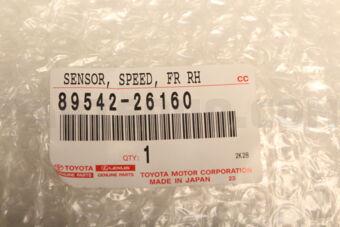 SENSOR, SPEED, FR RH CC
89542-26160
QTY: 1 2K2B
TOYOTA LEXUS TOYOTA MOTOR CORPORATION
GENUINE PARTS GENUINE PARTS MADE IN JAPAN 23